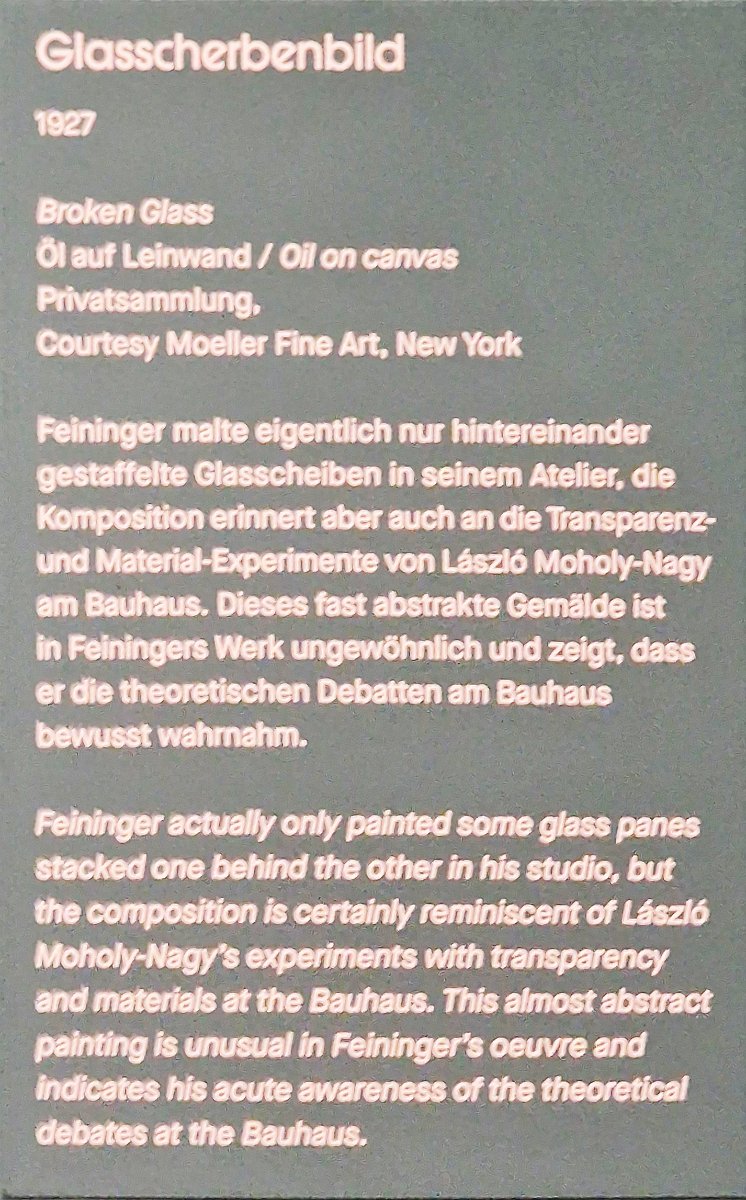 Glasscherbenbild
1927
Broken Glass
Öl auf Leinwand / Oil on canvas
Privatsammlung,
Courtesy Moeller Fine Art, New York
Feininger malte eigentlich nur hintereinander
gestaffelte Glasscheiben in seinem Atelier, die
Komposition erinnert aber auch an die Transparenz-
und Material-Experimente von László Moholy-Nagy
am Bauhaus. Dieses fast abstrakte Gemälde ist
in Feiningers Werk ungewöhnlich und zeigt, dass
er die theoretischen Debatten am Bauhaus
bewusst wahrnahm.
Feininger actually only painted some glass panes
stacked one behind the other in his studio, but
the composition is certainly reminiscent of László
Moholy-Nagy's experiments with transparency
and materials at the Bauhaus. This almost abstract
painting is unusual in Feininger's oeuvre and
indicates his acute awareness of the theoretical
debates at the Bauhaus.